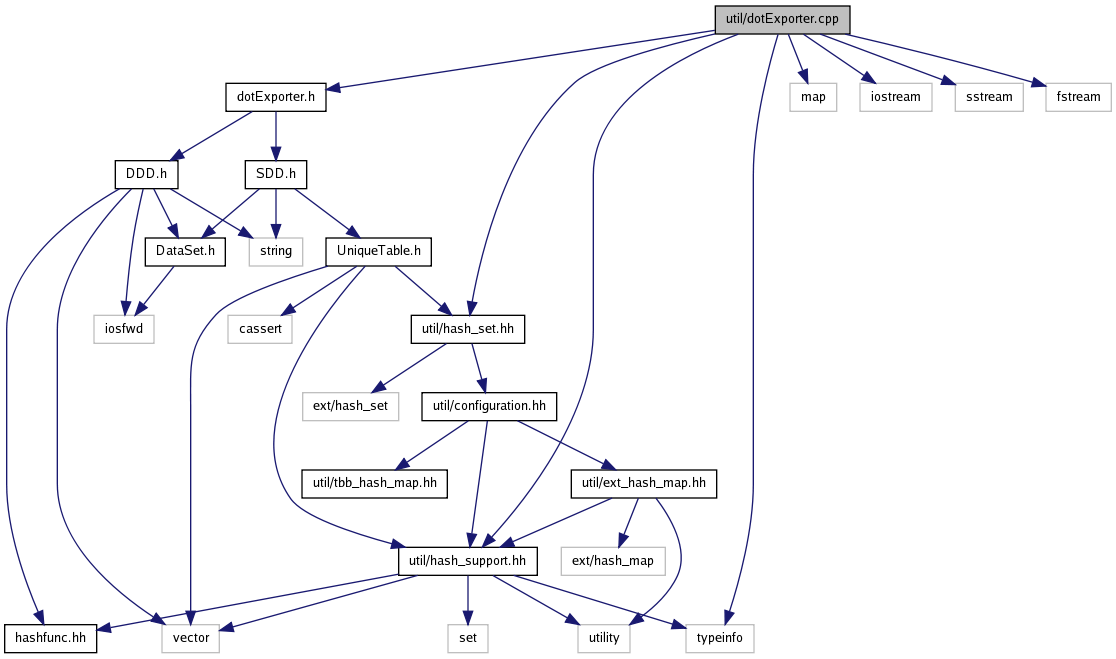 util/dotExporter.cpp
dotExporter.h
map
iostream
sstream
fstream
DDD.h
SDD.h
DataSet.h
string
UniqueTable.h
iosfwd
cassert
util/hash_set.hh
ext/hash_set
util/configuration.hh
util/tbb_hash_map.hh
util/ext_hash_map.hh
util/hash_support.hh
ext/hash_map
hashfunc.hh
vector
set
utility
typeinfo